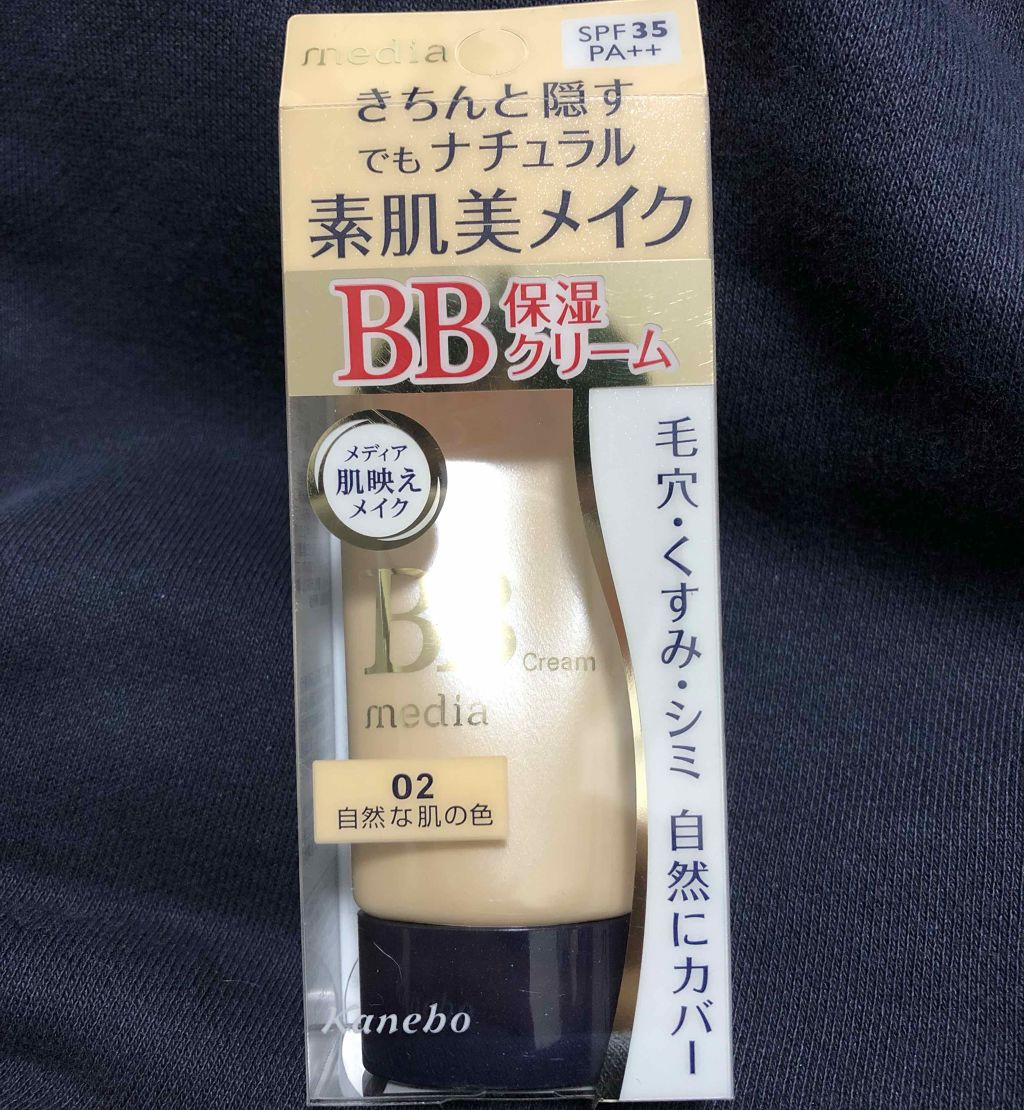 media
SPF35
PA++
きちんと隠す
でもナチュラル
素肌美メイク
BB 保湿
クリーム
メディア
肌映え
メイク
毛穴・くすみ・シミ 自然にカバー
BB Cream
media
02
自然な肌の色
Kanebo